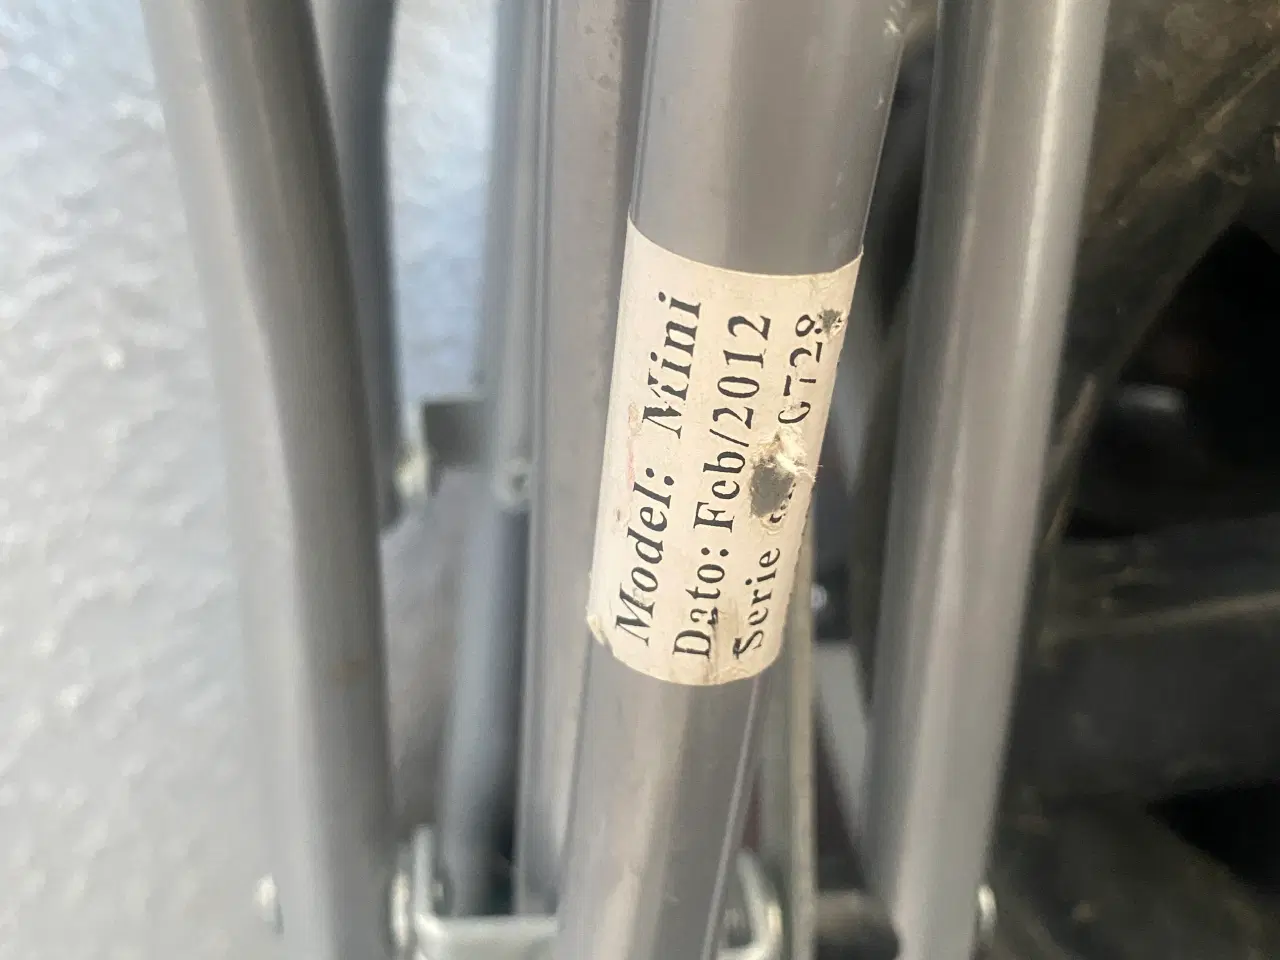 Model: Mini
Dato: Feb/2012
Serie